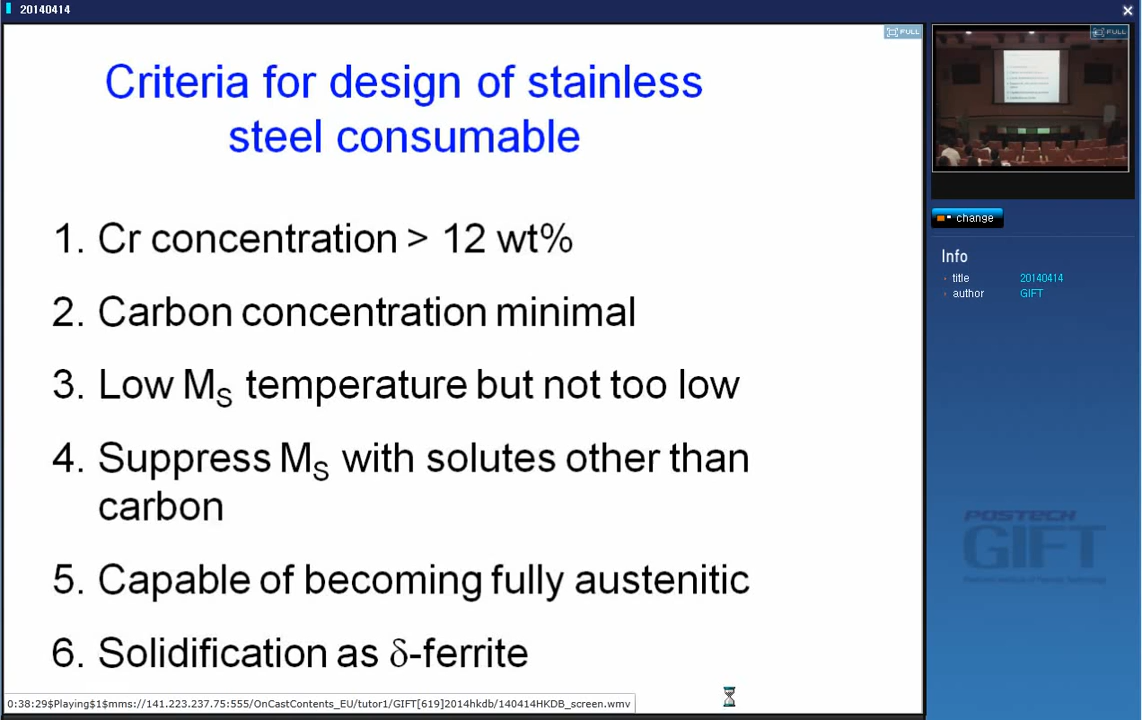 20140414
FULL
FULL
Criteria for design of stainless
steel consumable
1. Cr concentration > 12 wt%
2. Carbon concentration minimal
3. Low MS temperature but not too low
4. Suppress MS with solutes other than
carbon
5. Capable of becoming fully austenitic
6. Solidification as δ-ferrite
change
Info
title 20140414
author GIFT
POSTECH
GIFT
0:38:29$Playing$1$mms://141.223.237.75:555/OnCastContents_EU/tutor1/GIFT[619]2014hkdb/140414HKDB_screen.wmv